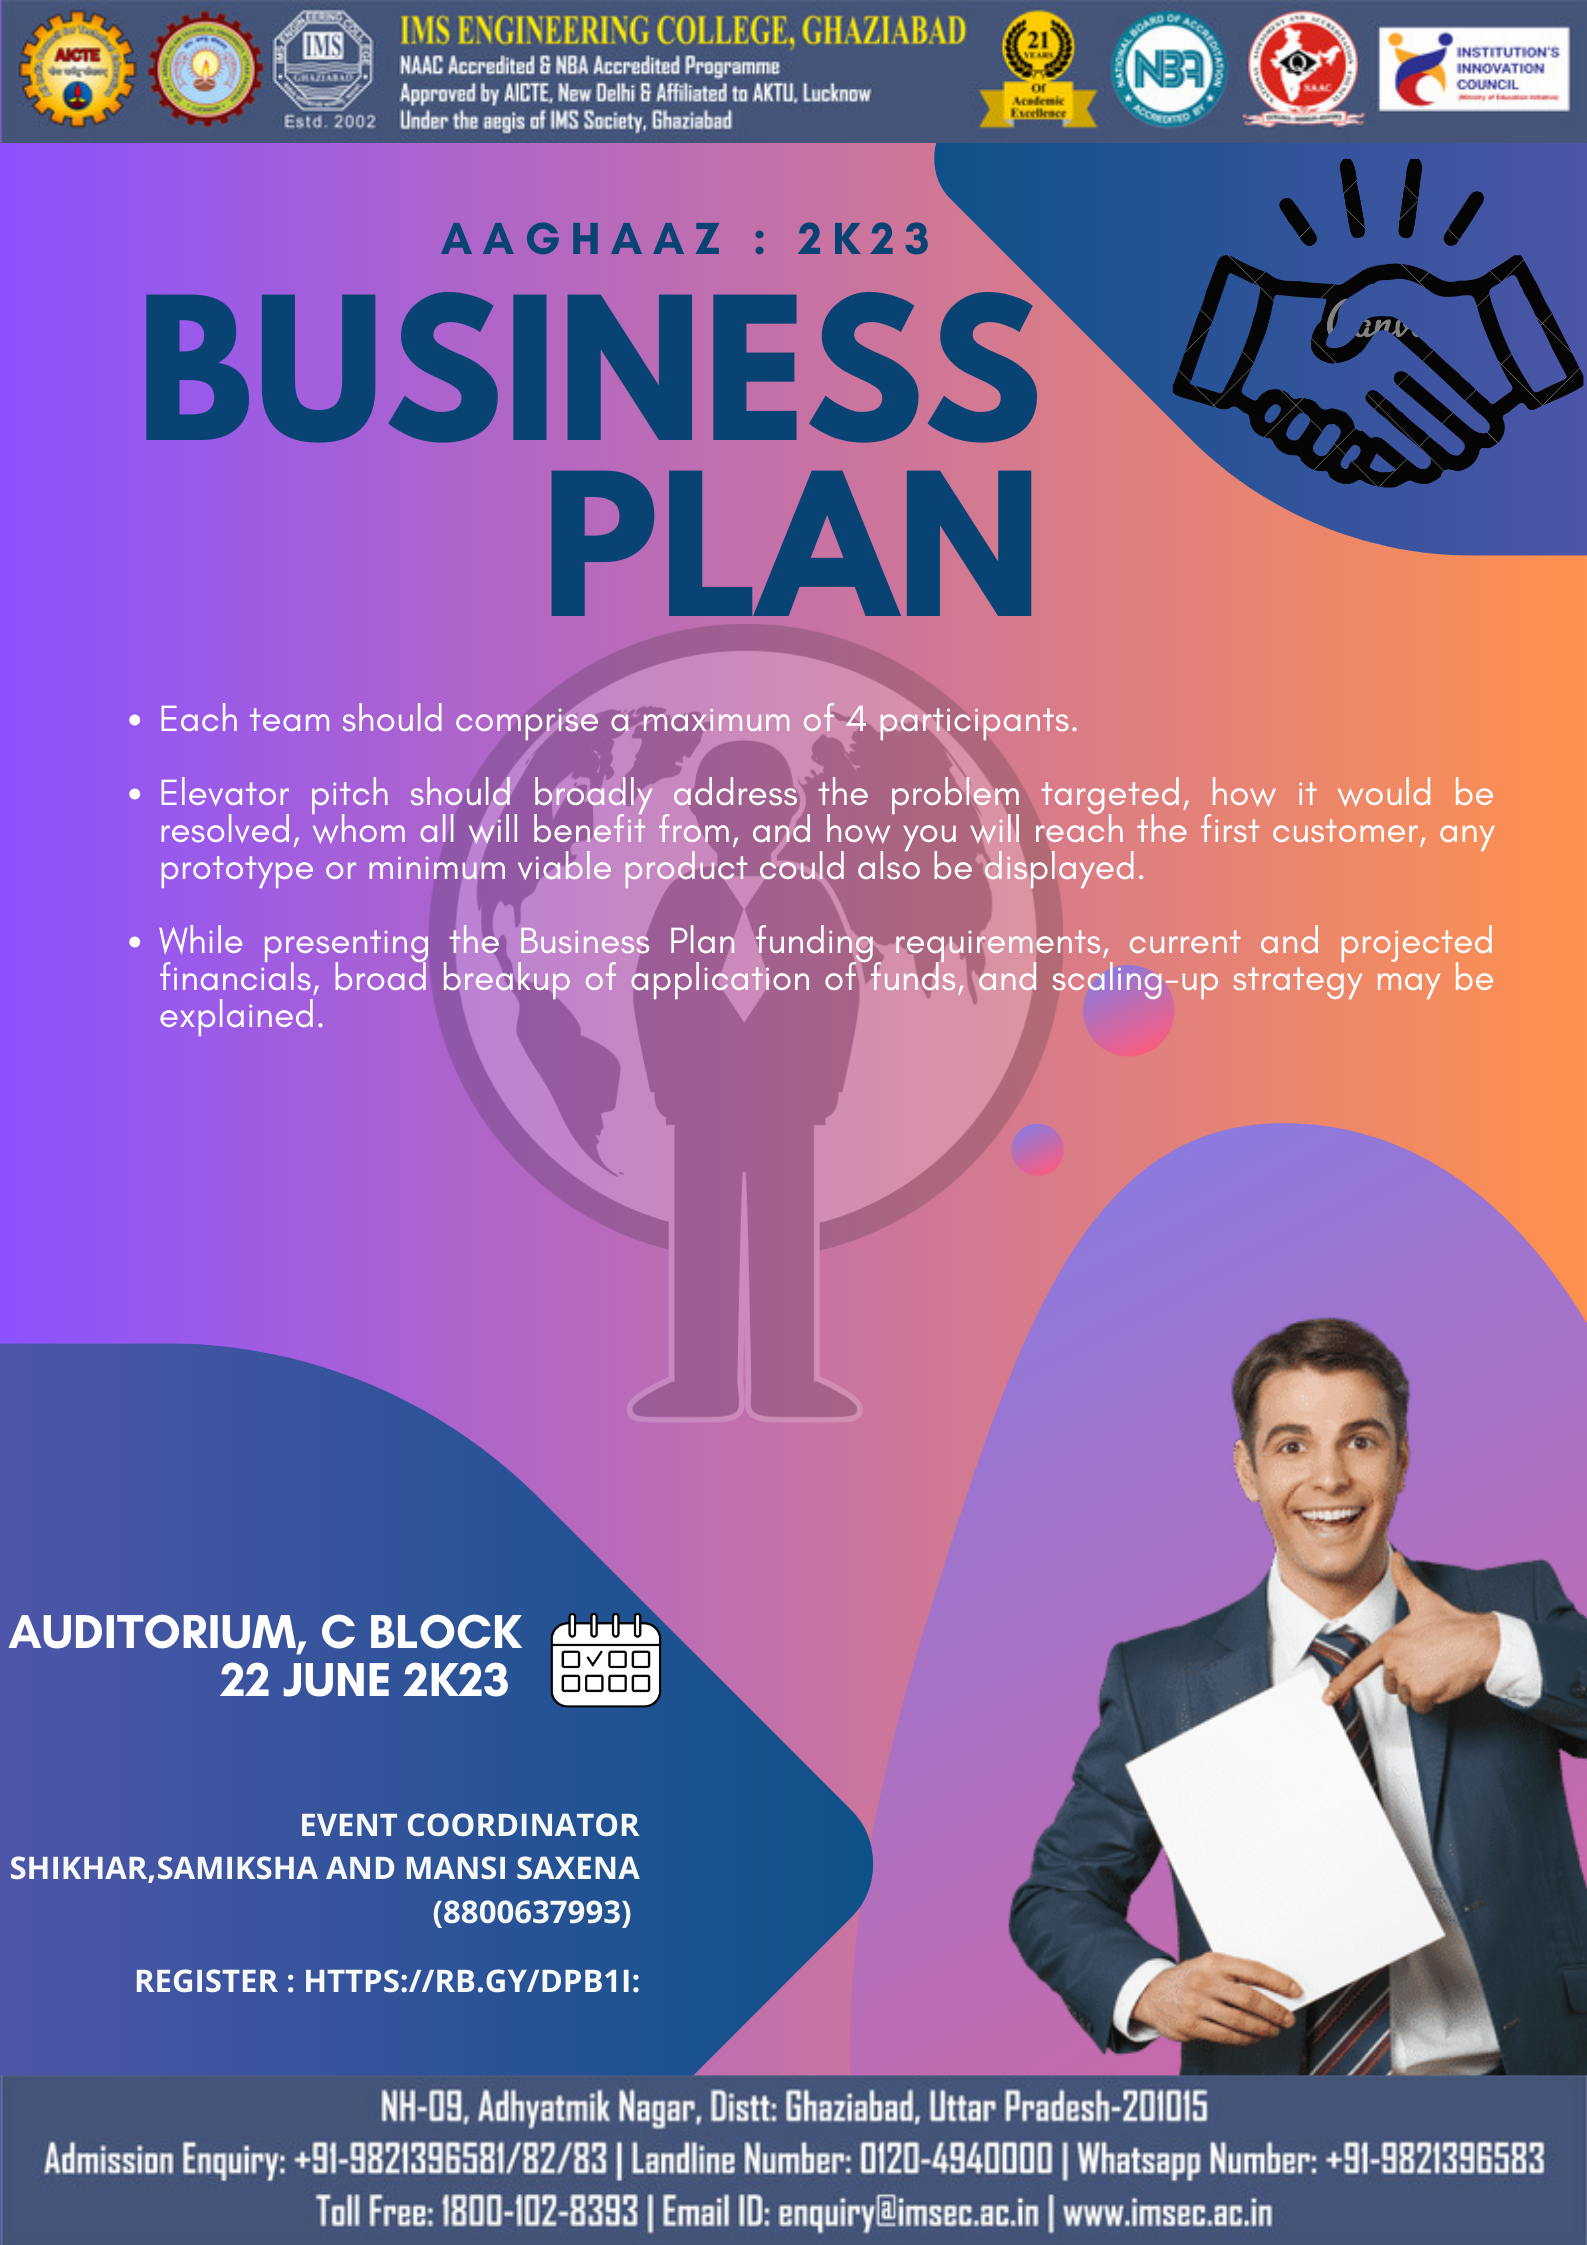 AICTE
IMS
GHAZIABAD
Estd. 2002
IMS ENGINEERING COLLEGE, GHAZIABAD
NAAC Accredited & NBA Accredited Programme
Approved by AICTE, New Delhi & Affiliated to AKTU, Lucknow
Under the aegis of IMS Society, Ghaziabad
21
YEARS
Of
Academic
Excellence
NATIONAL BOARD OF ACCREDITATION
NBA
ACCREDITED BY
NAAC
INSTITUTION'S
INNOVATION
COUNCIL
(Ministry of Education Initiative)
AAGHAAZ : 2K23
BUSINESS
PLAN
• Each team should comprise a maximum of 4 participants.
• Elevator pitch should broadly address the problem targeted, how it would be
resolved, whom all will benefit from, and how you will reach the first customer, any
prototype or minimum viable product could also be displayed.
• While presenting the Business Plan funding requirements, current and projected
financials, broad breakup of application of funds, and scaling-up strategy may be
explained.
AUDITORIUM, C BLOCK
22 JUNE 2K23
EVENT COORDINATOR
SHIKHAR,SAMIKSHA AND MANSI SAXENA
(8800637993)
REGISTER : HTTPS://RB.GY/DPB1I:
NH-09, Adhyatmik Nagar, Distt: Ghaziabad, Uttar Pradesh-201015
Admission Enquiry: +91-9821396581/82/83 | Landline Number: 0120-4940000 | Whatsapp Number: +91-9821396583
Toll Free: 1800-102-8393 | Email ID: enquiry@imsec.ac.in | www.imsec.ac.in